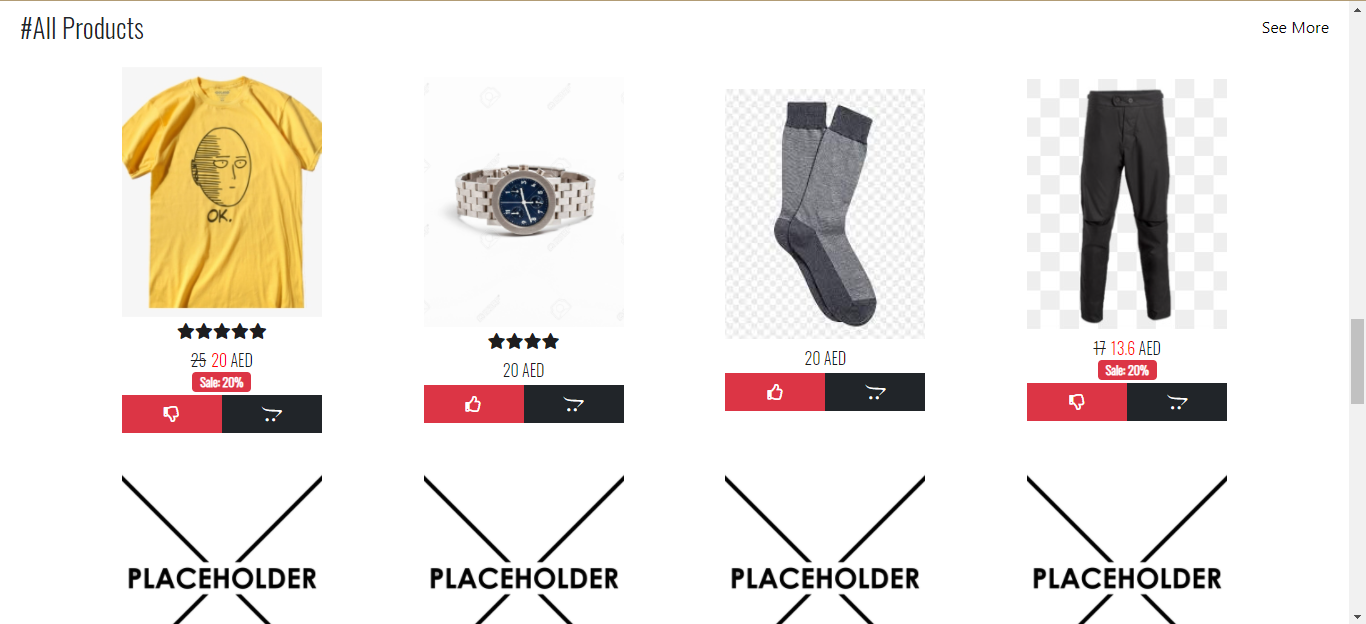 #All Products
See More
OK.
25 20 AED
Sale: 20%
20 AED
20 AED
17 13.6 AED
Sale: 20%
PLACEHOLDER
PLACEHOLDER
PLACEHOLDER
PLACEHOLDER